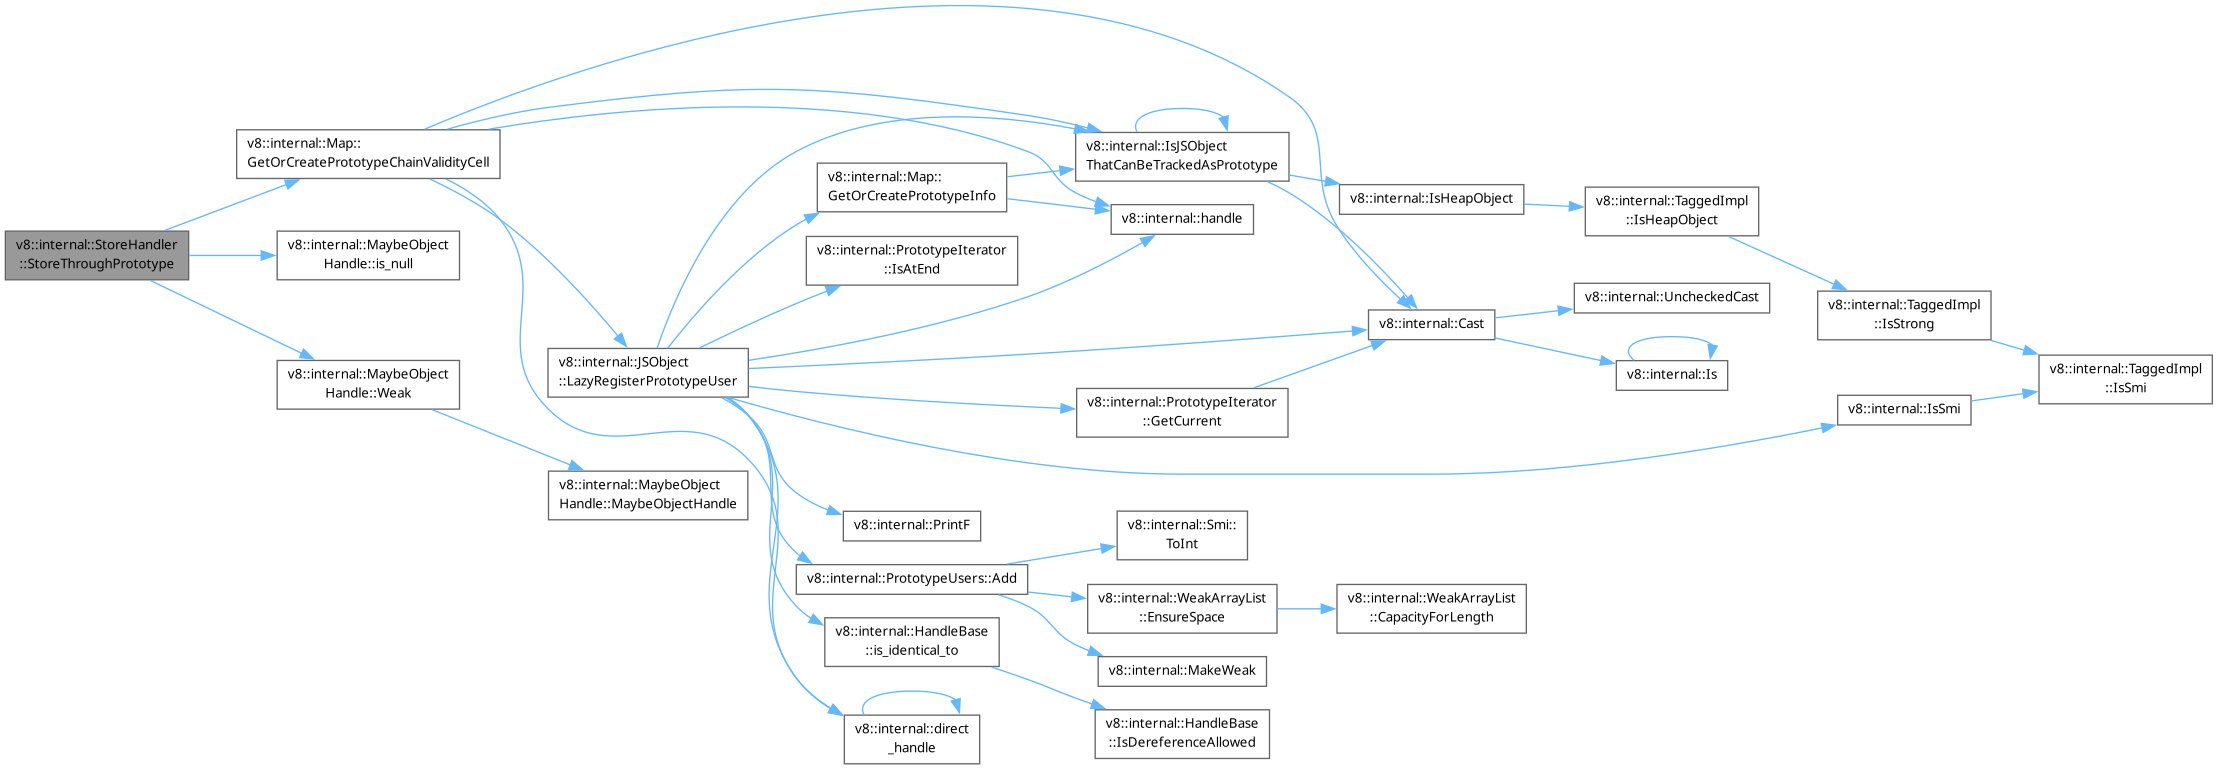 v8::internal::StoreHandler
::StoreThroughPrototype
v8::internal::Map::
GetOrCreatePrototypeChainValidityCell
v8::internal::MaybeObject
Handle::is_null
v8::internal::MaybeObject
Handle::Weak
v8::internal::JSObject
::LazyRegisterPrototypeUser
v8::internal::MaybeObject
Handle::MaybeObjectHandle
v8::internal::Map::
GetOrCreatePrototypeInfo
v8::internal::PrototypeIterator
::IsAtEnd
v8::internal::PrintF
v8::internal::PrototypeUsers::Add
v8::internal::HandleBase
::is_identical_to
v8::internal::direct
_handle
v8::internal::IsJSObject
ThatCanBeTrackedAsPrototype
v8::internal::handle
v8::internal::PrototypeIterator
::GetCurrent
v8::internal::Smi::
ToInt
v8::internal::WeakArrayList
::EnsureSpace
v8::internal::MakeWeak
v8::internal::HandleBase
::IsDereferenceAllowed
v8::internal::IsHeapObject
v8::internal::Cast
v8::internal::WeakArrayList
::CapacityForLength
v8::internal::TaggedImpl
::IsHeapObject
v8::internal::UncheckedCast
v8::internal::Is
v8::internal::TaggedImpl
::IsStrong
v8::internal::IsSmi
v8::internal::TaggedImpl
::IsSmi